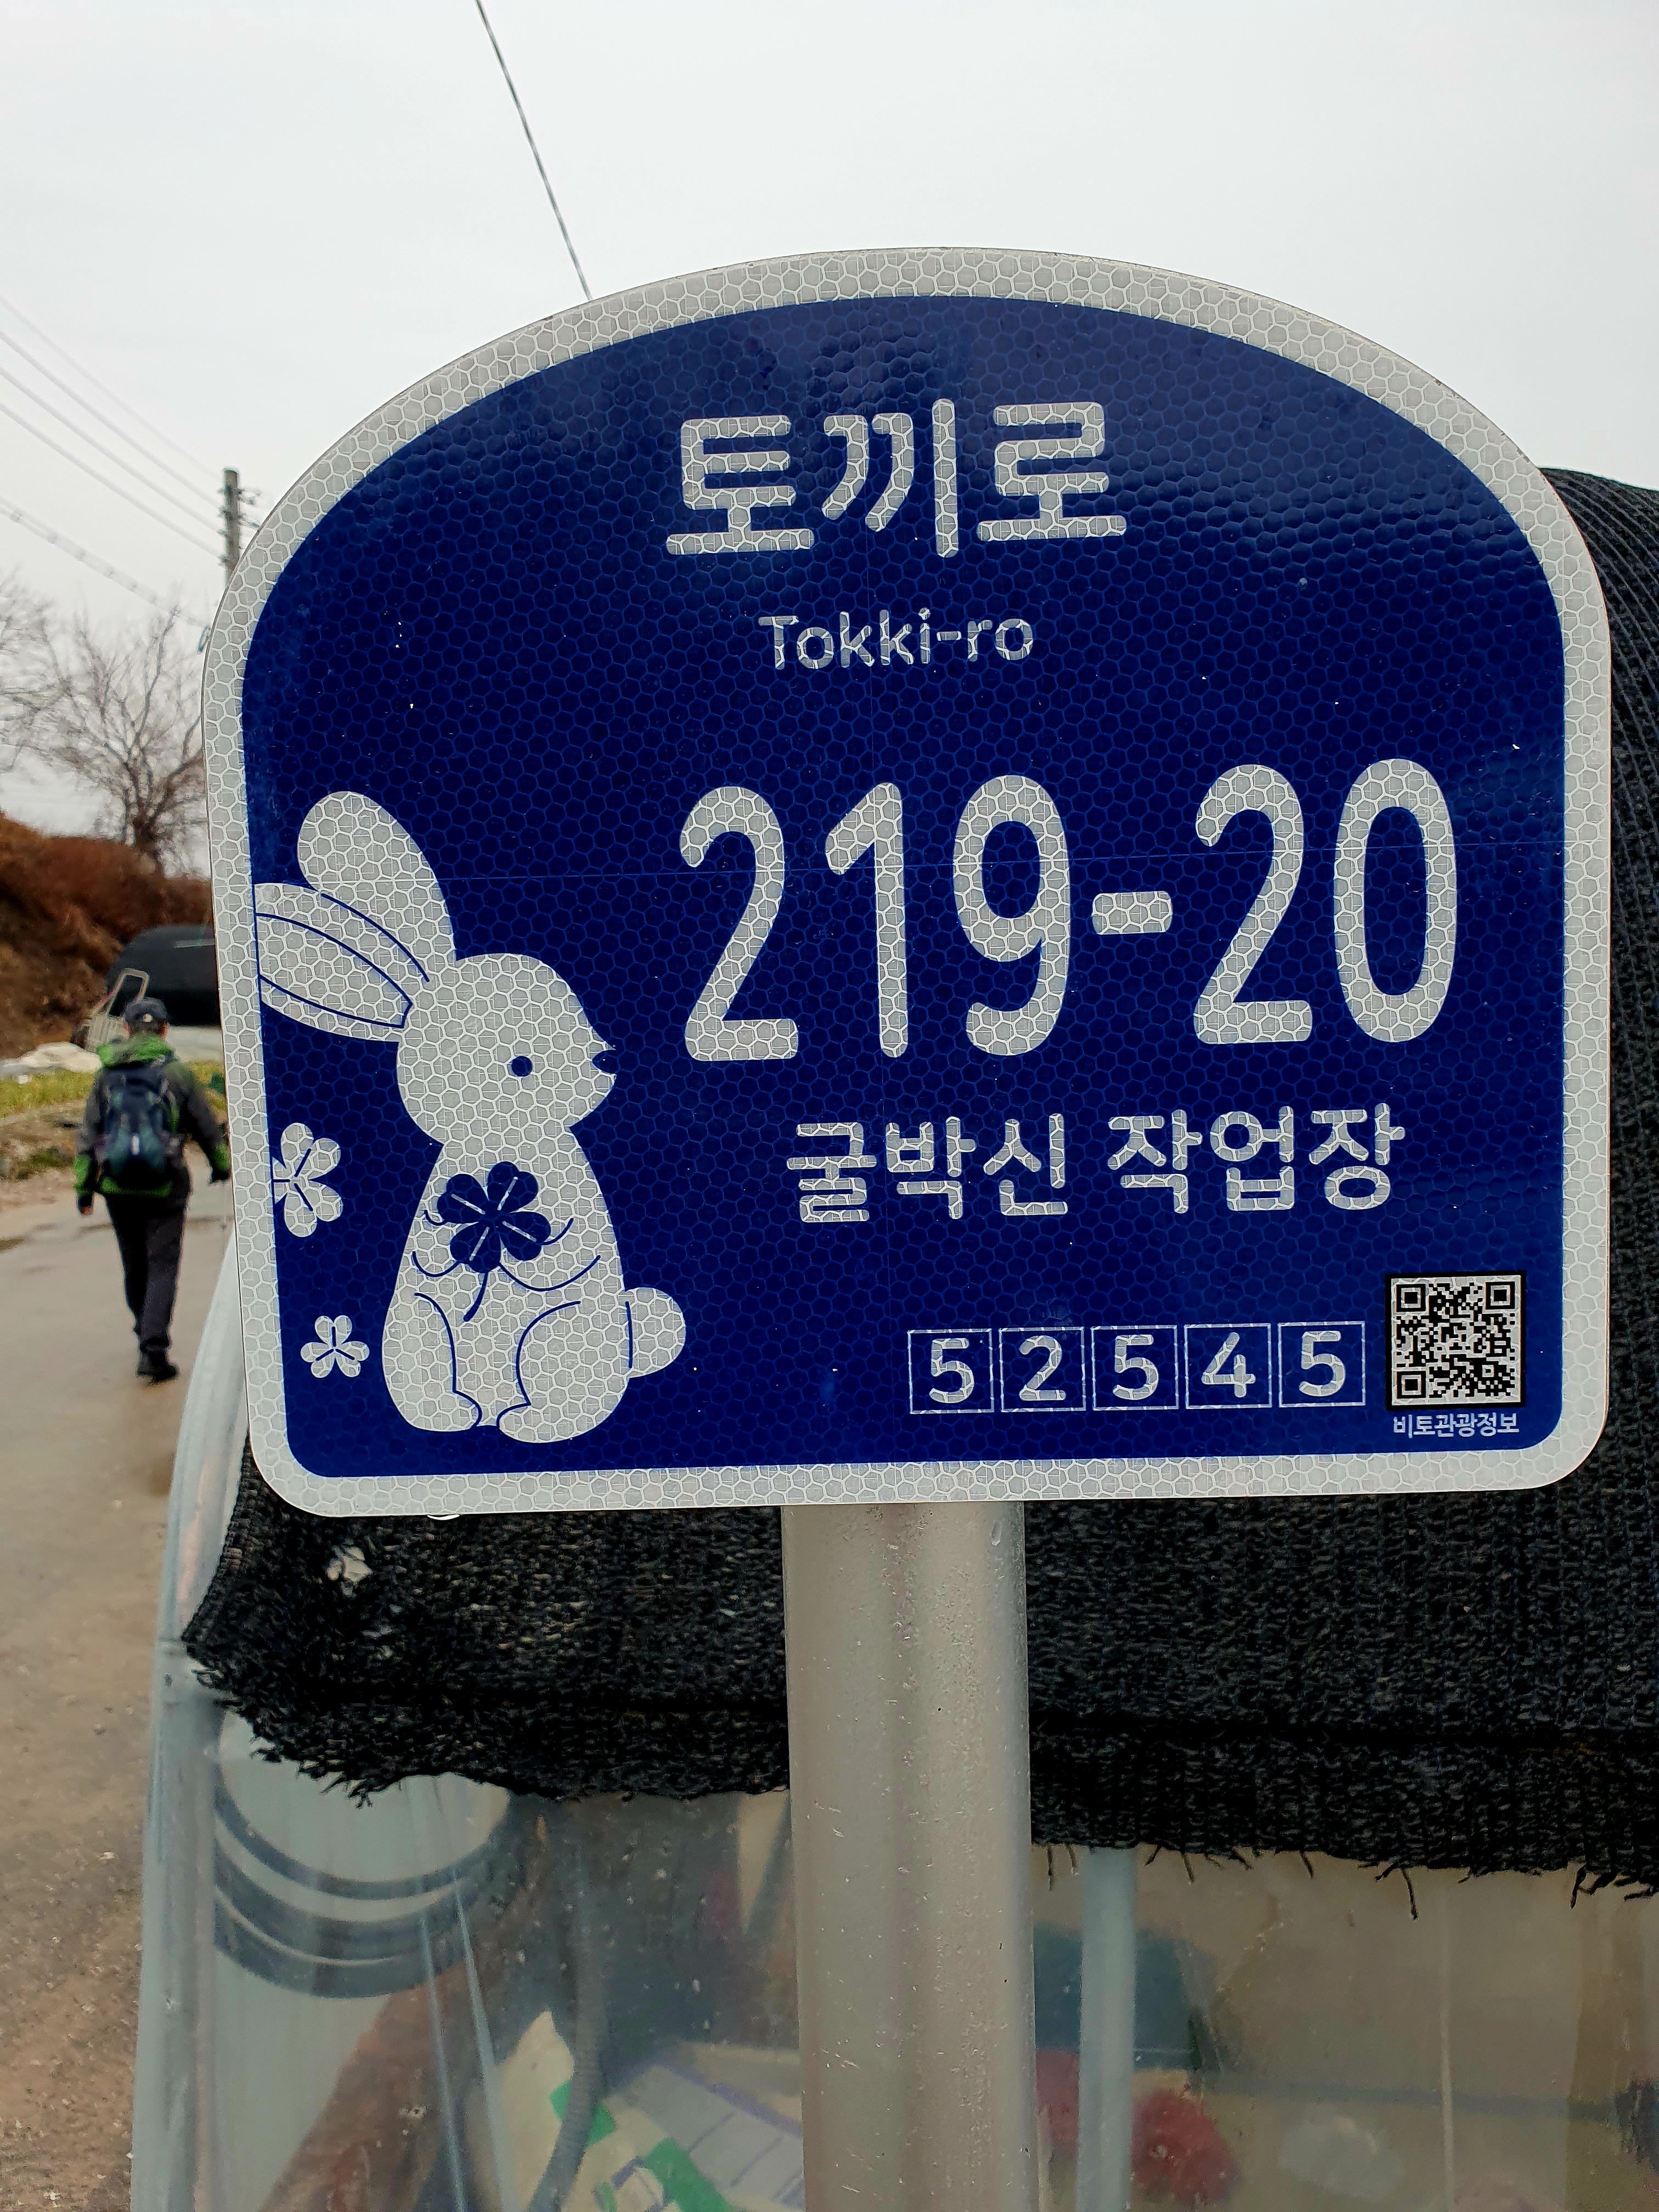 토끼로
Tokki-ro
219-20
굴박신 작업장
52545
비토관광정보